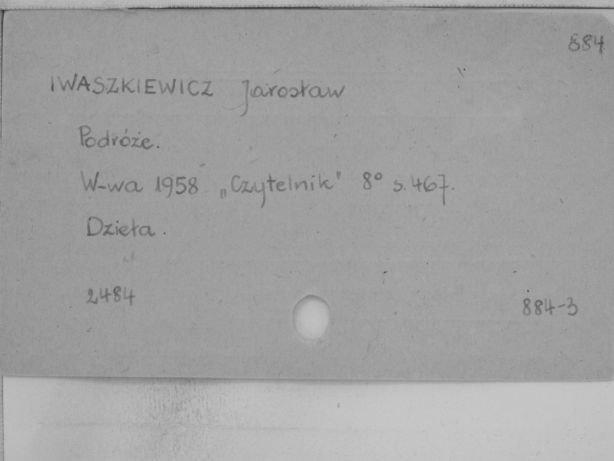 884
IWASZKIEWICZ Jarosław
Podróże.
W-wa 1958 „Czytelnik" 8° s. 467.
Dzieła.
2484
884-3